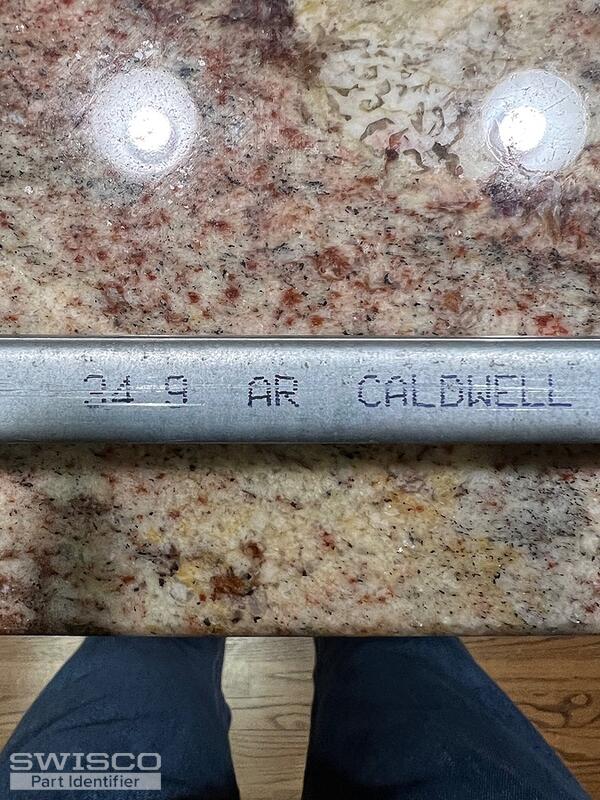 34 9 AR CALDWELL
SWISCO
Part Identifier